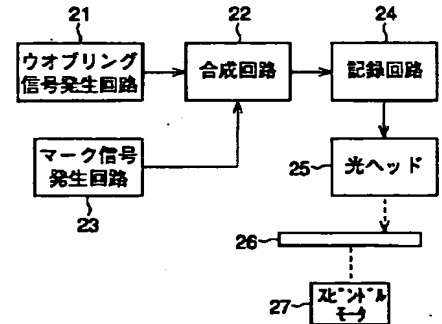 21
22
24
ウオブリング
信号発生回路
合成回路
記録回路
マーク信号
発生回路
23
25
光ヘッド
26
27
スピンドル
モータ